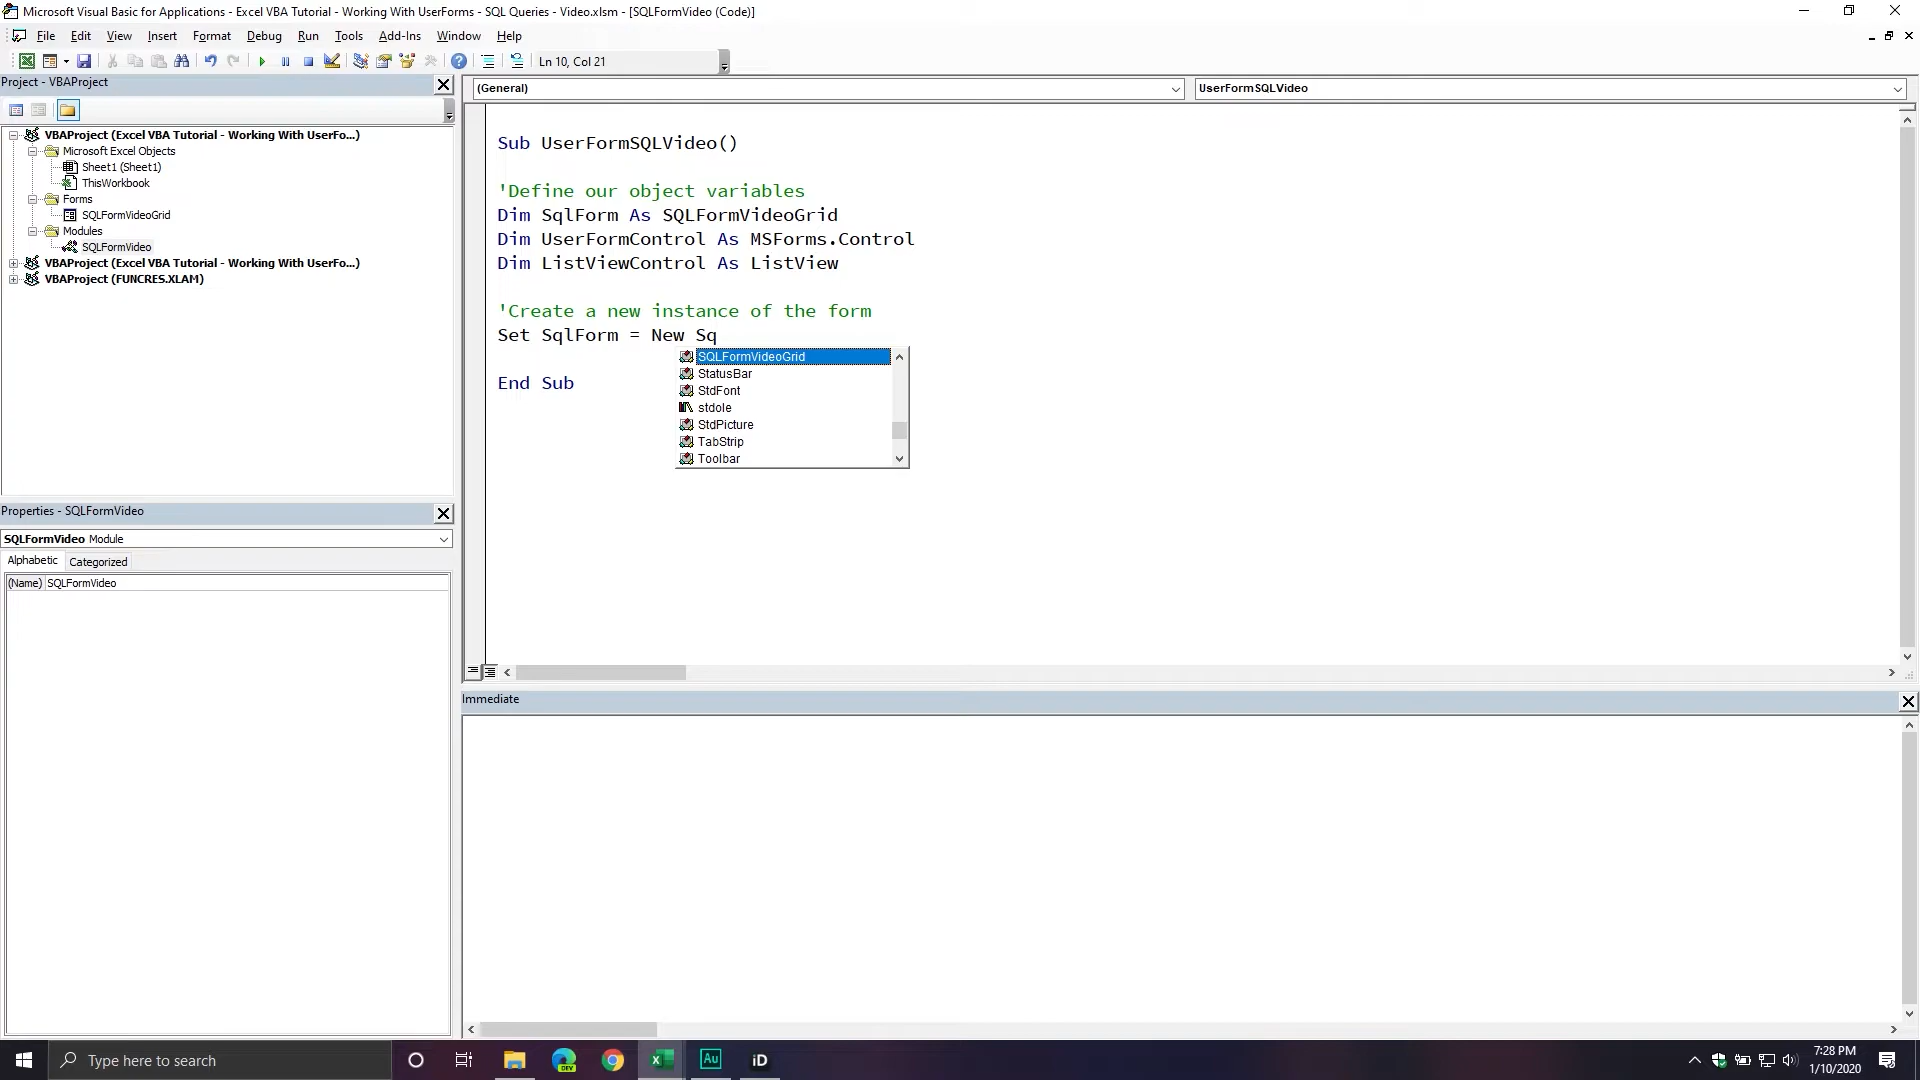 Microsoft Visual Basic for Applications - Excel VBA Tutorial - Working With UserForms - SQL Queries - Video.xlsm - [SQLFormVideo (Code)]
File Edit View Insert Format Debug Run Tools Add-Ins Window Help
Ln 10, Col 21
Project - VBAProject
VBAProject (Excel VBA Tutorial - Working With UserFo...)
Microsoft Excel Objects
Sheet1 (Sheet1)
ThisWorkbook
Forms
SQLFormVideoGrid
Modules
SQLFormVideo
VBAProject (Excel VBA Tutorial - Working With UserFo...)
VBAProject (FUNCRES.XLAM)
Properties - SQLFormVideo
SQLFormVideo Module
Alphabetic Categorized
(Name) SQLFormVideo
(General) UserFormSQLVideo
Sub UserFormSQLVideo()
'Define our object variables
Dim SqlForm As SQLFormVideoGrid
Dim UserFormControl As MSForms.Control
Dim ListViewControl As ListView
'Create a new instance of the form
Set SqlForm = New Sq
SQLFormVideoGrid
StatusBar
StdFont
stdole
StdPicture
TabStrip
Toolbar
End Sub
Immediate
Type here to search
DEV
Au
iD
7:28 PM
1/10/2020